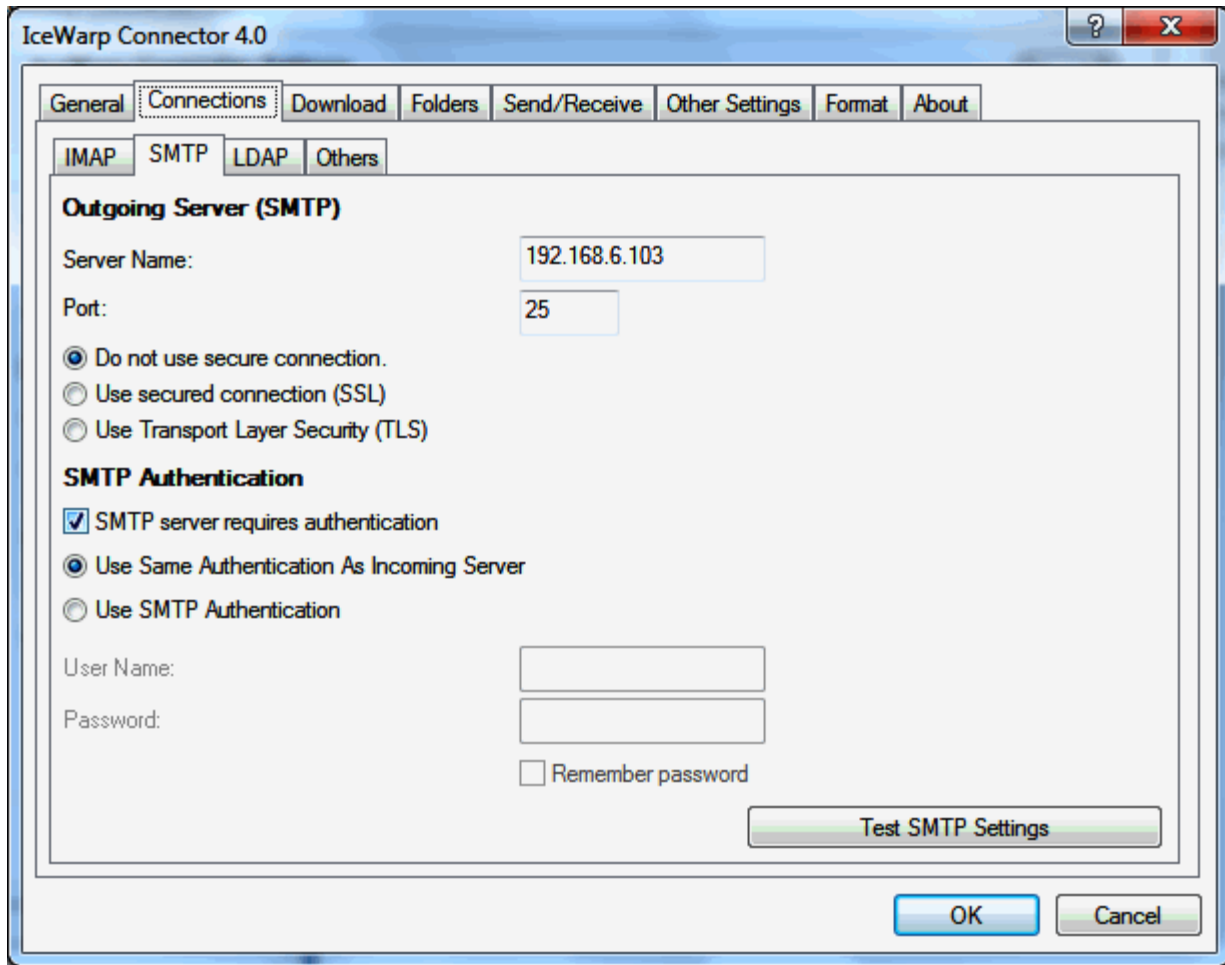 IceWarp Connector 4.0
General Connections Download Folders Send/Receive Other Settings Format About
IMAP SMTP LDAP Others
Outgoing Server (SMTP)
Server Name: 192.168.6.103
Port: 25
Do not use secure connection.
Use secured connection (SSL)
Use Transport Layer Security (TLS)
SMTP Authentication
SMTP server requires authentication
Use Same Authentication As Incoming Server
Use SMTP Authentication
User Name:
Password:
Remember password
Test SMTP Settings
OK Cancel